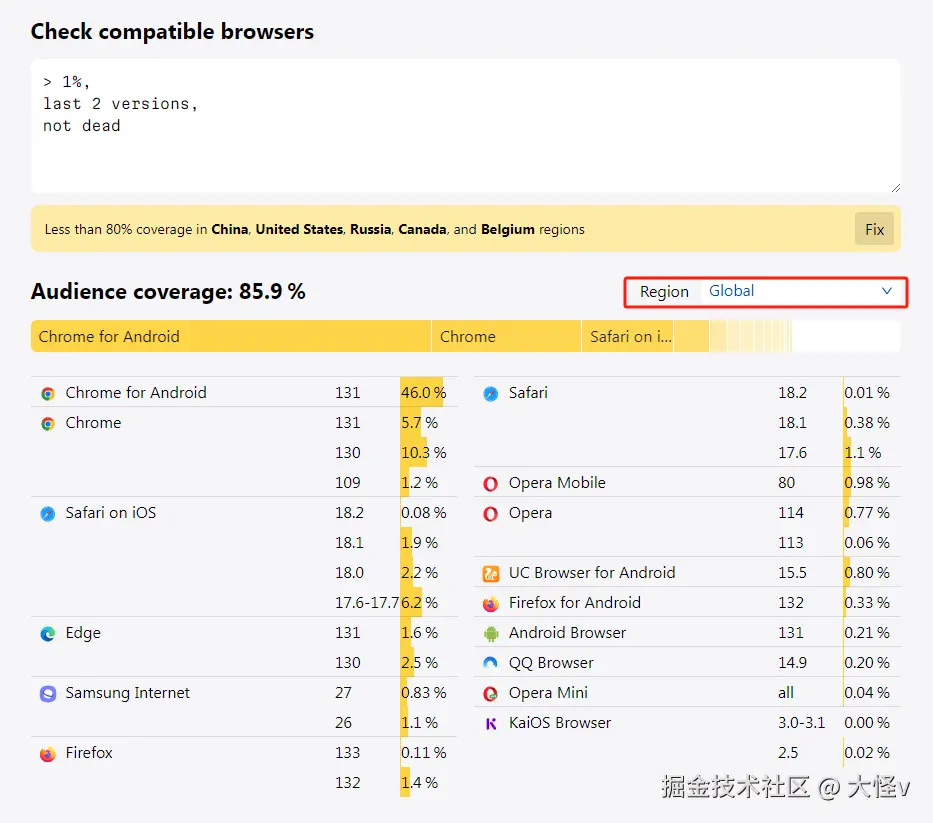 Check compatible browsers
> 1%,
last 2 versions,
not dead
Less than 80% coverage in China, United States, Russia, Canada, and Belgium regions
Fix
Audience coverage: 85.9 %
Region Global
Chrome for Android Chrome Safari on i...
Chrome for Android 131 46.0 %
Chrome 131 5.7 %
130 10.3 %
109 1.2 %
Safari on iOS 18.2 0.08 %
18.1 1.9 %
18.0 2.2 %
17.6-17.7 6.2 %
Edge 131 1.6 %
130 2.5 %
Samsung Internet 27 0.83 %
26 1.1 %
Firefox 133 0.11 %
132 1.4 %
Safari 18.2 0.01 %
18.1 0.38 %
17.6 1.1 %
Opera Mobile 80 0.98 %
Opera 114 0.77 %
113 0.06 %
UC Browser for Android 15.5 0.80 %
Firefox for Android 132 0.33 %
Android Browser 131 0.21 %
QQ Browser 14.9 0.20 %
Opera Mini all 0.04 %
KaiOS Browser 3.0-3.1 0.00 %
2.5 0.02 %
掘金技术社区 @ 大怪v